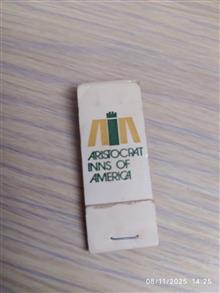 ARISTOCRAT
INNS OF
AMERICA
08/11/2025 14:25